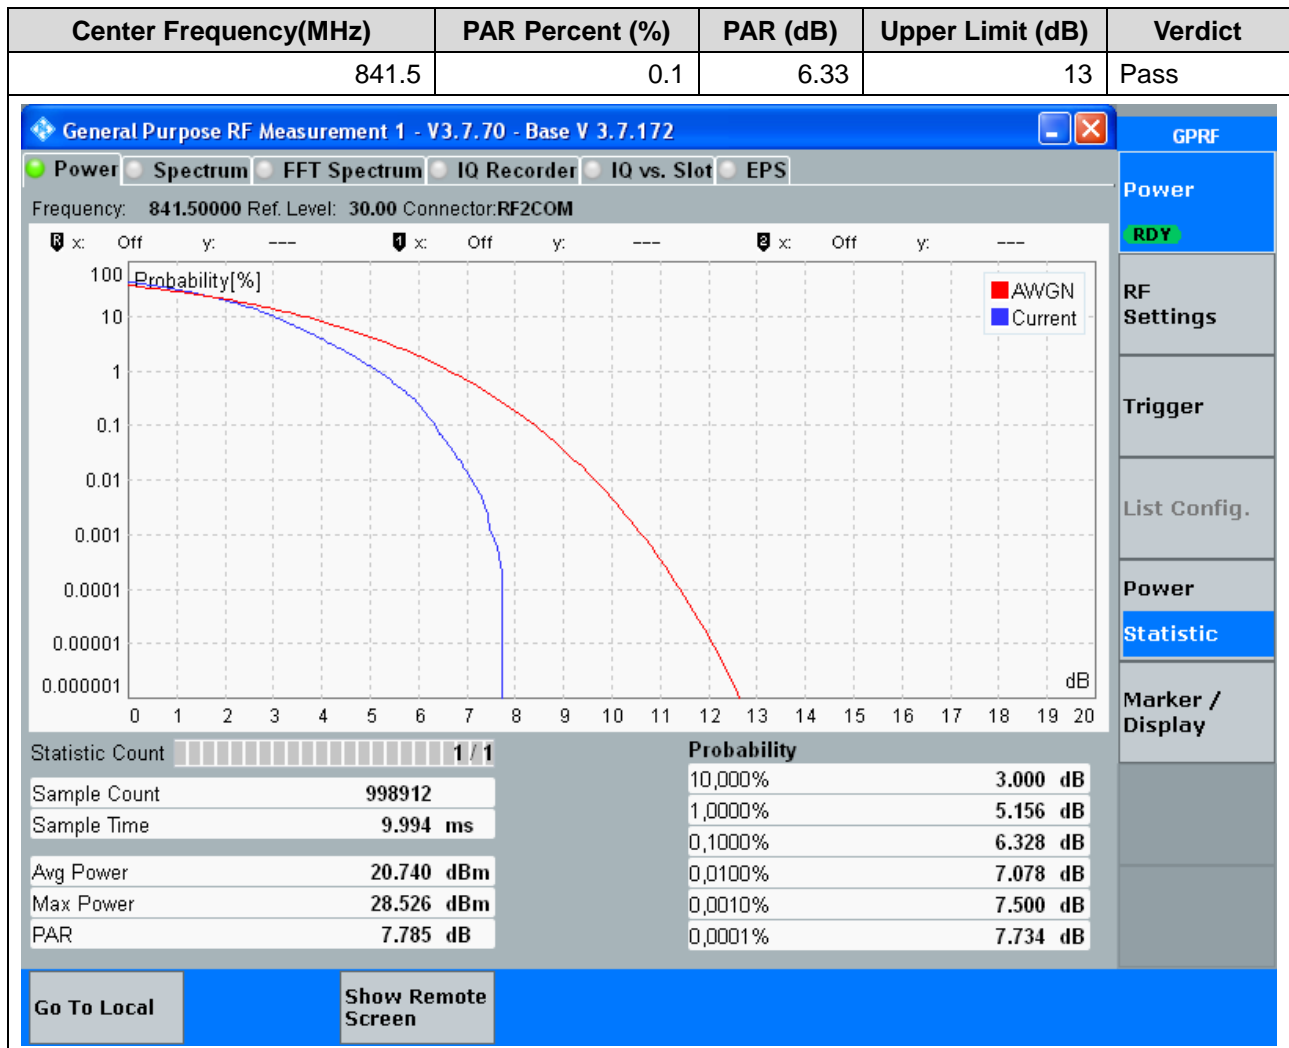 Center Frequency(MHz) PAR Percent (%) PAR (dB) Upper Limit (dB) Verdict
841.5 0.1 6.33 13 Pass
General Purpose RF Measurement 1 - V3.7.70 - Base V 3.7.172
GPRF
Power Spectrum FFT Spectrum IQ Recorder IQ vs. Slot EPS
Frequency: 841.50000 Ref. Level: 30.00 Connector:RF2COM
Power
RDY
R x: Off y: --- 1 x: Off y: --- 2 x: Off y: ---
Probability[%]
AWGN
Current
100
10
1
0.1
0.01
0.001
0.0001
0.00001
0.000001
dB
0 1 2 3 4 5 6 7 8 9 10 11 12 13 14 15 16 17 18 19 20
RF
Settings
Trigger
List Config.
Power
Statistic
Marker /
Display
Statistic Count 1 / 1
Sample Count 998912
Sample Time 9.994 ms
Avg Power 20.740 dBm
Max Power 28.526 dBm
PAR 7.785 dB
Probability
10,000% 3.000 dB
1,0000% 5.156 dB
0,1000% 6.328 dB
0,0100% 7.078 dB
0,0010% 7.500 dB
0,0001% 7.734 dB
Go To Local
Show Remote
Screen